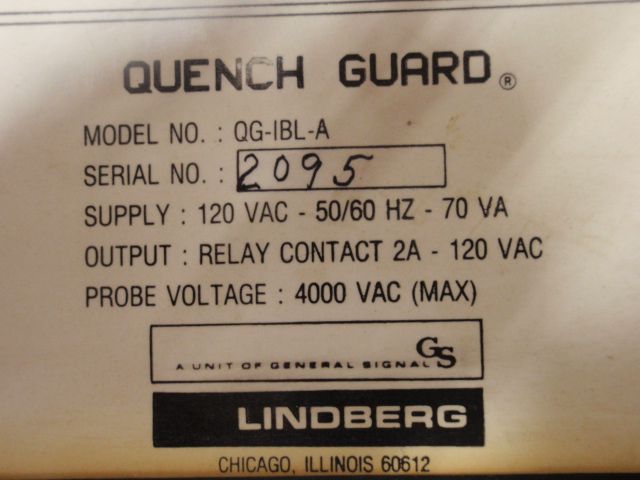 QUENCH GUARD®
MODEL NO. : QG-IBL-A
SERIAL NO. : 2095
SUPPLY : 120 VAC - 50/60 HZ - 70 VA
OUTPUT : RELAY CONTACT 2A - 120 VAC
PROBE VOLTAGE : 4000 VAC (MAX)
A UNIT OF GENERAL SIGNAL GS
LINDBERG
CHICAGO, ILLINOIS 60612